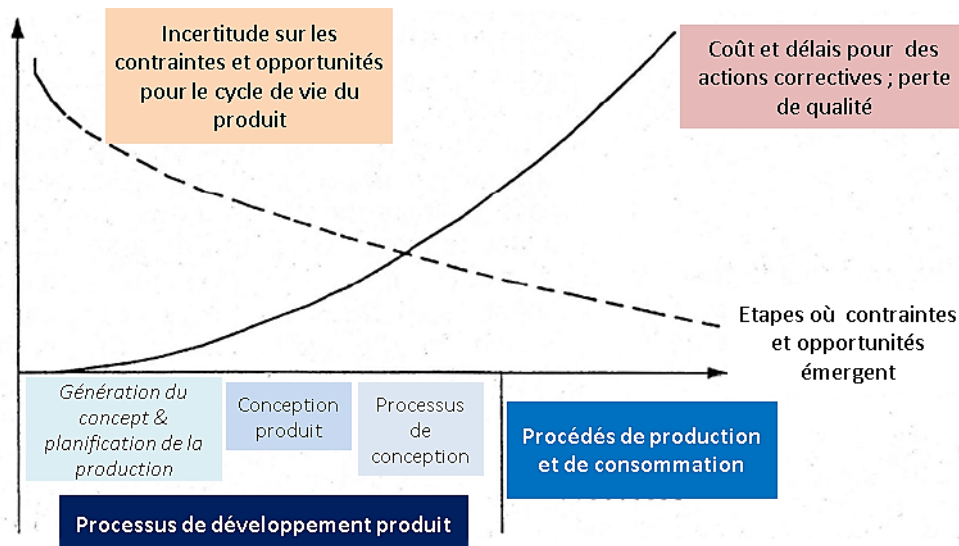 Incertitude sur les
contraintes et opportunités
pour le cycle de vie du
produit
Coût et délais pour des
actions correctives ; perte
de qualité
Etapes où contraintes
et opportunités
émergent
Génération du
concept &
planification de la
production
Conception
produit
Processus
de
conception
Procédés de production
et de consommation
Processus de développement produit